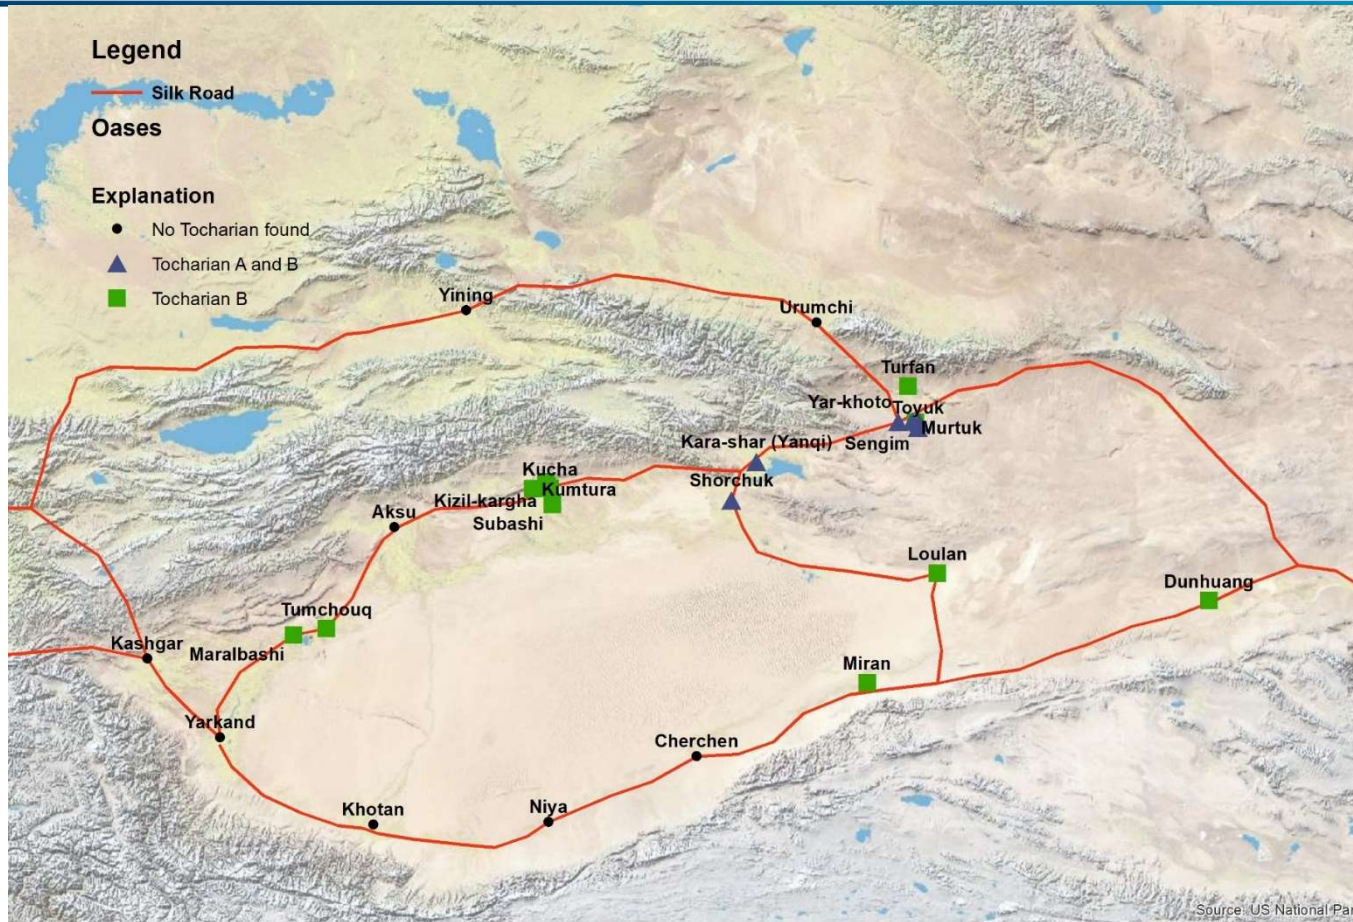 Legend
Silk Road
Oases
Explanation
No Tocharian found
Tocharian A and B
Tocharian B
Yining
Urumchi
Turfan
Yar-khoto
Toyuk
Murtuk
Sengim
Kara-shar (Yanqi)
Shorchuk
Kucha
Kumtura
Kizil-kargha
Subashi
Aksu
Loulan
Dunhuang
Tumchouq
Maralbashi
Kashgar
Miran
Yarkand
Cherchen
Khotan
Niya
Source: US National Par